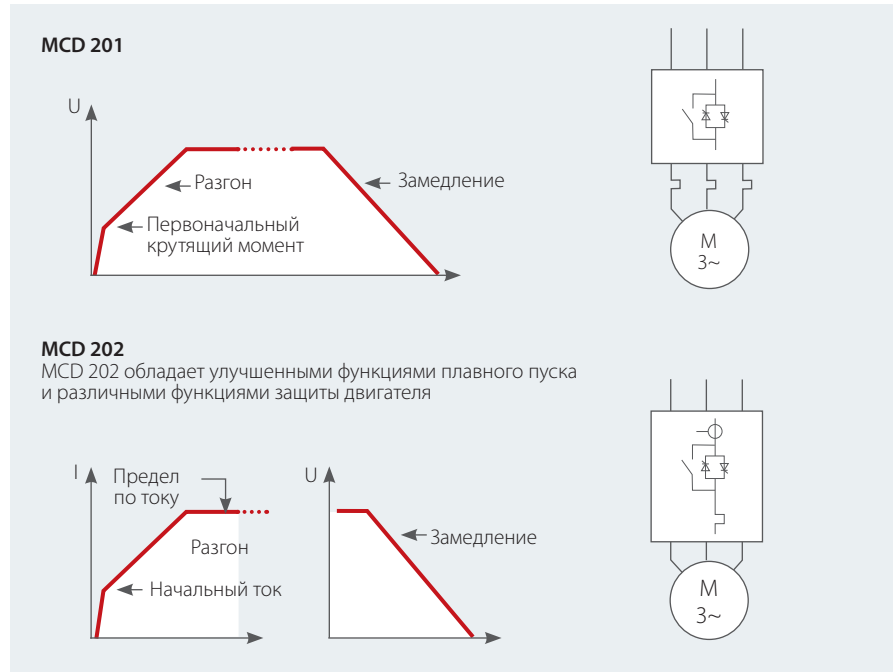 MCD 201
U
Разгон
Замедление
Первоначальный
крутящий момент
M
3~
MCD 202
MCD 202 обладает улучшенными функциями плавного пуска
и различными функциями защиты двигателя
I
Предел
по току
U
Разгон
Замедление
Начальный ток
M
3~